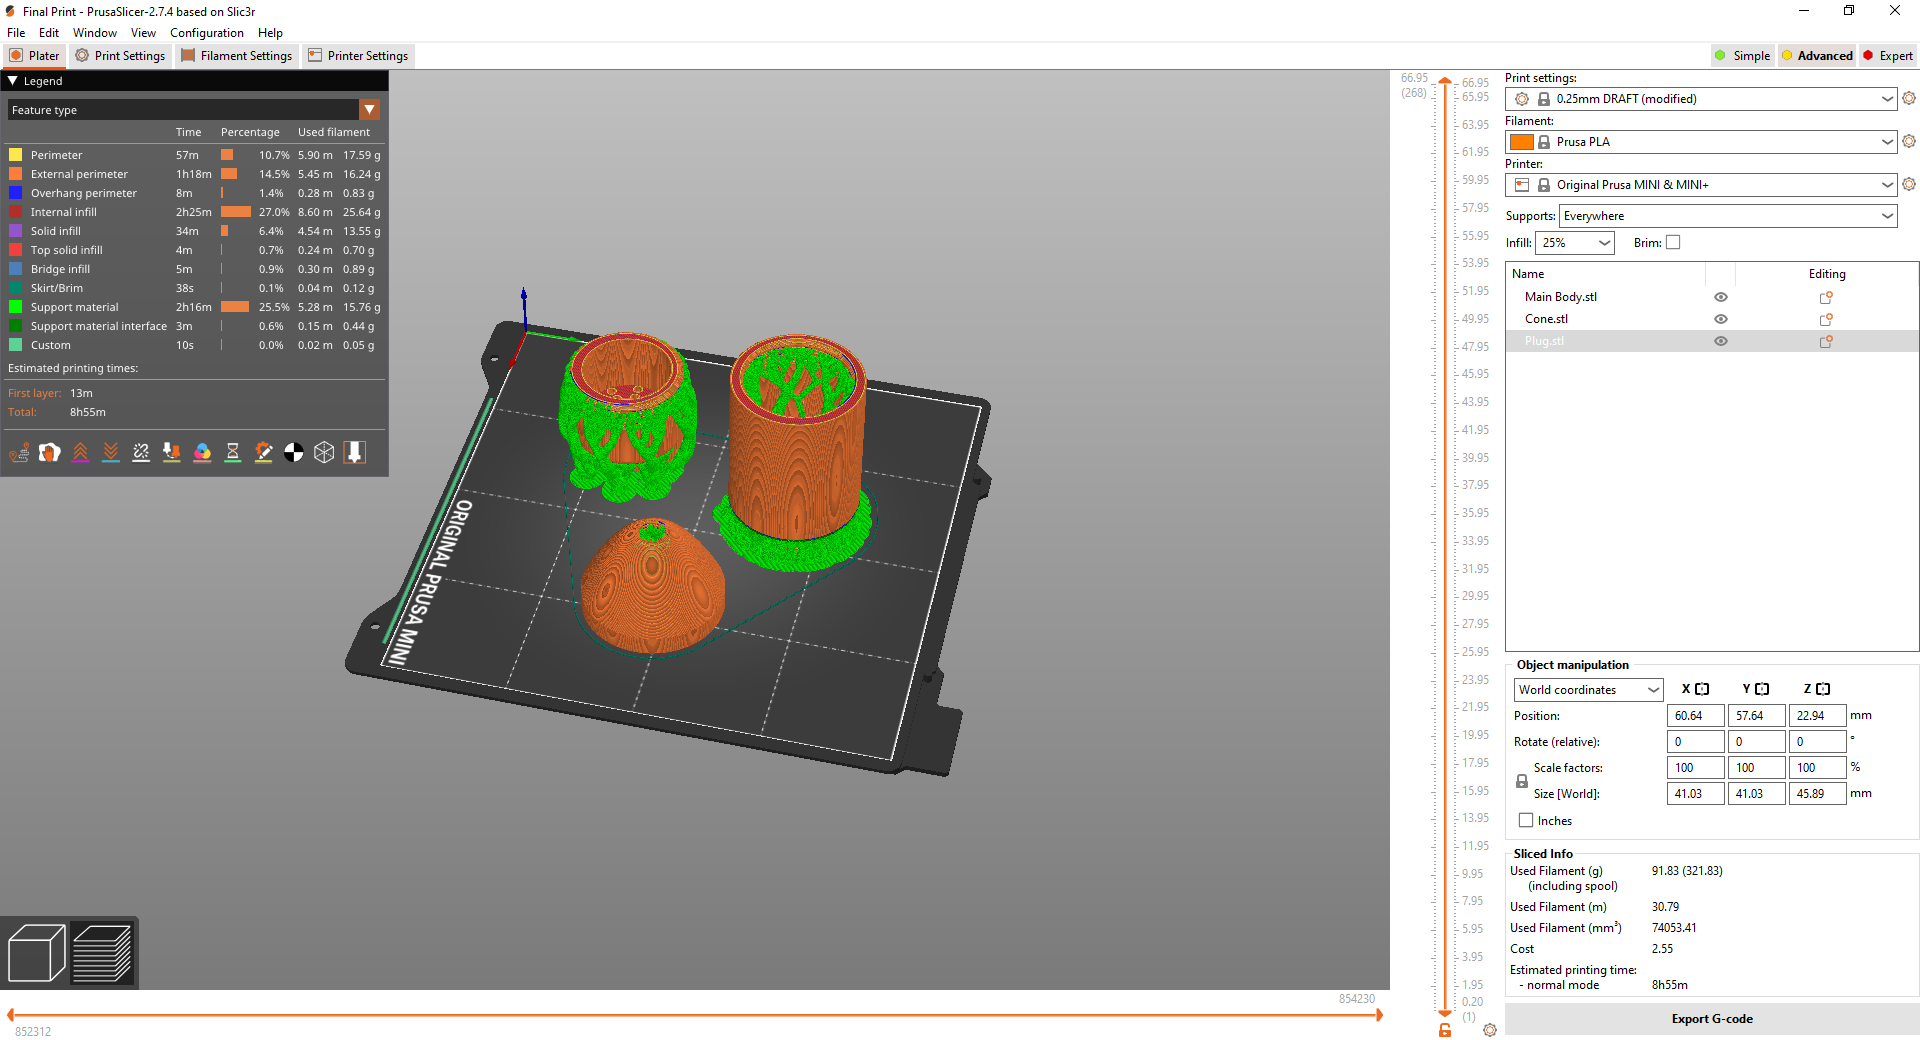 Final Print - PrusaSlicer-2.7.4 based on Slic3r
File Edit Window View Configuration Help
Plater Print Settings Filament Settings Printer Settings Simple Advanced Expert
Legend
Feature type
Time Percentage Used filament
Perimeter 57m 10.7% 5.90 m 17.59 g
External perimeter 1h18m 14.5% 5.45 m 16.24 g
Overhang perimeter 8m 1.4% 0.28 m 0.83 g
Internal infill 2h25m 27.0% 8.60 m 25.64 g
Solid infill 34m 6.4% 4.54 m 13.55 g
Top solid infill 4m 0.7% 0.24 m 0.70 g
Bridge infill 5m 0.9% 0.30 m 0.89 g
Skirt/Brim 38s 0.1% 0.04 m 0.12 g
Support material 2h16m 25.5% 5.28 m 15.76 g
Support material interface 3m 0.6% 0.15 m 0.44 g
Custom 10s 0.0% 0.02 m 0.05 g
Estimated printing times:
First layer: 13m
Total: 8h55m
ORIGINAL PRUSA MINI
852312
854230
66.95
(268)
66.95
65.95
63.95
61.95
59.95
57.95
55.95
53.95
51.95
49.95
47.95
45.95
43.95
41.95
39.95
37.95
35.95
33.95
31.95
29.95
27.95
25.95
23.95
21.95
19.95
17.95
15.95
13.95
11.95
9.95
7.95
5.95
3.95
1.95
0.20
(1)
Print settings:
0.25mm DRAFT (modified)
Filament:
Prusa PLA
Printer:
Original Prusa MINI & MINI+
Supports: Everywhere
Infill: 25% Brim:
Name Editing
Main Body.stl
Cone.stl
Plug.stl
Object manipulation
World coordinates X Y Z
Position: 60.64 57.64 22.94 mm
Rotate (relative): 0 0 0 °
Scale factors: 100 100 100 %
Size [World]: 41.03 41.03 45.89 mm
Inches
Sliced Info
Used Filament (g) 91.83 (321.83)
(including spool)
Used Filament (m) 30.79
Used Filament (mm³) 74053.41
Cost 2.55
Estimated printing time:
- normal mode 8h55m
Export G-code